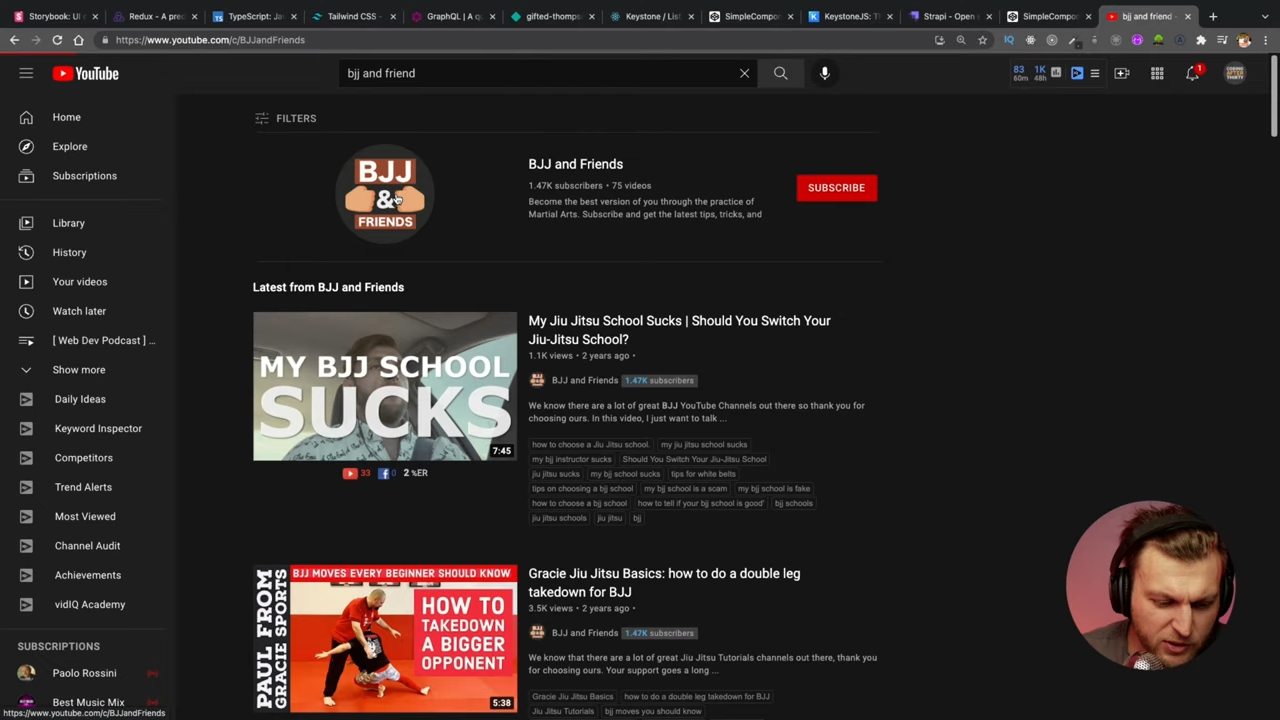 Storybook: UI
Redux - A pred
TypeScript: Jav
Tailwind CSS -
GraphQL | A qu
gifted-thomps
Keystone / List
SimpleCompo
KeystoneJS: Th
Strapi - Open s
SimpleCompo
bjj and friend -
https://www.youtube.com/c/BJJandFriends
YouTube
bjj and friend
83
60m
1K
48h
1
CODING
AFTER
THIRTY
Home
Explore
Subscriptions
Library
History
Your videos
Watch later
[ Web Dev Podcast ] ...
Show more
Daily Ideas
Keyword Inspector
Competitors
Trend Alerts
Most Viewed
Channel Audit
Achievements
vidIQ Academy
SUBSCRIPTIONS
Paolo Rossini
Best Music Mix
https://www.youtube.com/c/BJJandFriends
FILTERS
BJJ
&
FRIENDS
BJJ and Friends
1.47K subscribers • 75 videos
Become the best version of you through the practice of
Martial Arts. Subscribe and get the latest tips, tricks, and
SUBSCRIBE
Latest from BJJ and Friends
MY BJJ SCHOOL
SUCKS
7:45
33
0
2 %ER
My Jiu Jitsu School Sucks | Should You Switch Your
Jiu-Jitsu School?
1.1K views • 2 years ago •
BJJ and Friends 1.47K subscribers
We know there are a lot of great BJJ YouTube Channels out there so thank you for
choosing ours. In this video, I just want to talk ...
how to choose a Jiu Jitsu school. my jiu jitsu school sucks
my bjj instructor sucks Should You Switch Your Jiu-Jitsu School
jiu jitsu sucks my bjj school sucks tips for white belts
tips on choosing a bjj school my bjj school is a scam my bjj school is fake
how to choose a bjj school how to tell if your bjj school is good' bjj schools
jiu jitsu schools jiu jitsu bjj
BJJ MOVES EVERY BEGINNER SHOULD KNOW
PAUL FROM
GRACIE SPORTS
HOW TO
TAKEDOWN
A BIGGER
OPPONENT
5:38
Gracie Jiu Jitsu Basics: how to do a double leg
takedown for BJJ
3.5K views • 2 years ago •
BJJ and Friends 1.47K subscribers
We know that there are a lot of great Jiu Jitsu Tutorials channels out there, thank you
for choosing ours. Your support goes a long ...
Gracie Jiu Jitsu Basics how to do a double leg takedown for BJJ
Jiu Jitsu Tutorials bjj moves you should know